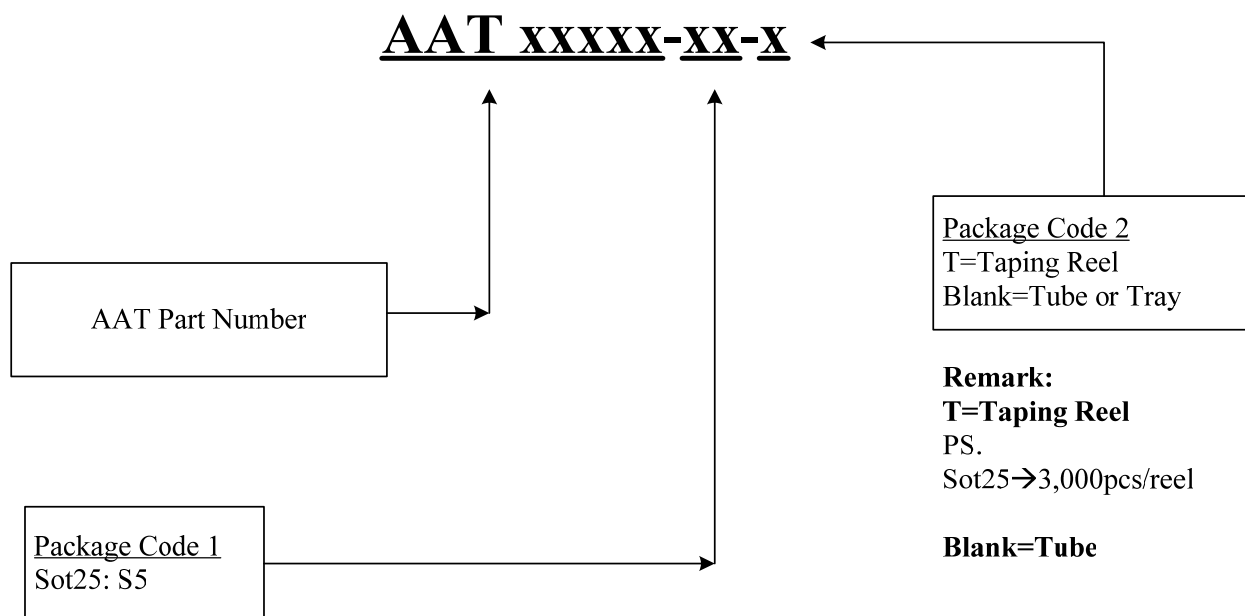 AAT xxxxx-xx-x
Package Code 2
T=Taping Reel
Blank=Tube or Tray
AAT Part Number
Remark:
T=Taping Reel
PS.
Sot25→3,000pcs/reel
Blank=Tube
Package Code 1
Sot25: S5